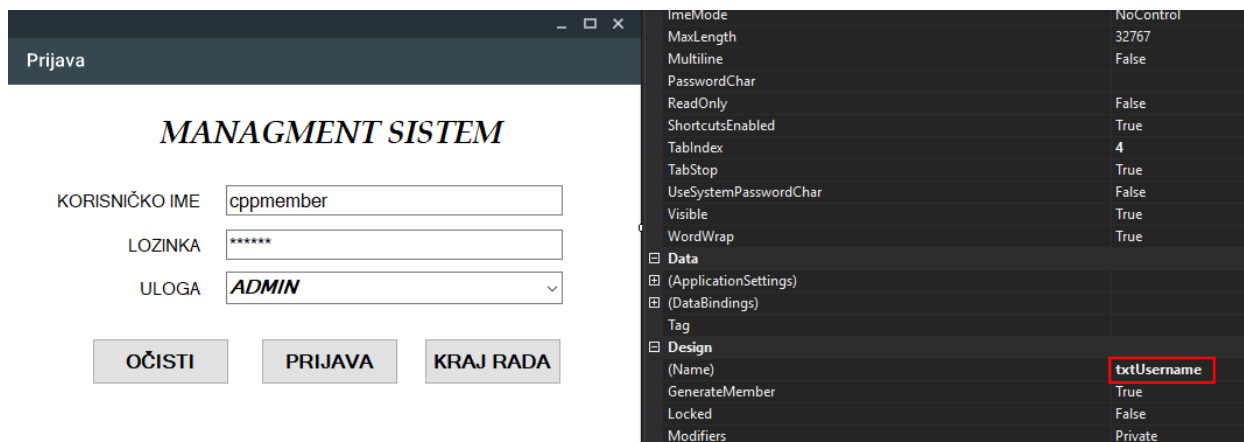 Prijava
MANAGMENT SISTEM
KORISNIČKO IME cppmember
LOZINKA ******
ULOGA ADMIN
OČISTI PRIJAVA KRAJ RADA
ImeMode NoControl
MaxLength 32767
Multiline False
PasswordChar
ReadOnly False
ShortcutsEnabled True
TabIndex 4
TabStop True
UseSystemPasswordChar False
Visible True
WordWrap True
Data
(ApplicationSettings)
(DataBindings)
Tag
Design
(Name) txtUsername
GenerateMember True
Locked False
Modifiers Private